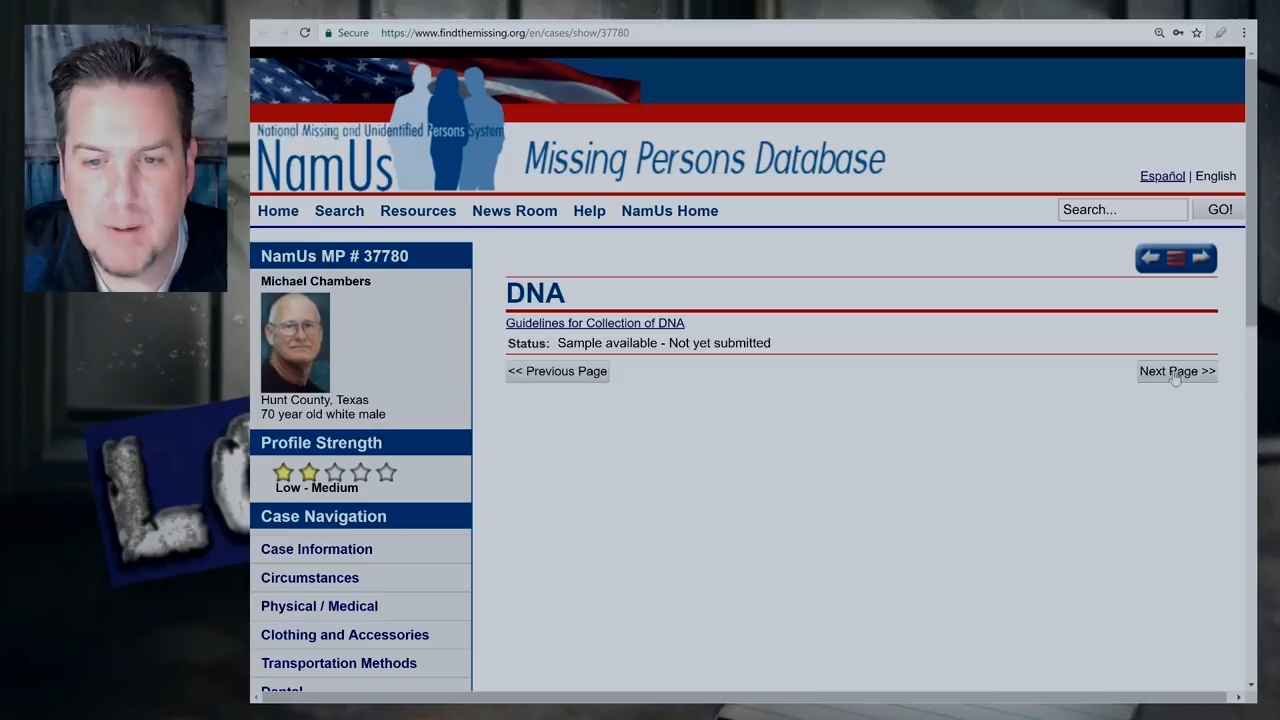 Secure https://www.findthemissing.org/en/cases/show/37780
National Missing and Unidentified Persons System
NamUs
Missing Persons Database
Español | English
Home Search Resources News Room Help NamUs Home
Search... GO!
NamUs MP # 37780
Michael Chambers
Hunt County, Texas
70 year old white male
Profile Strength
Low - Medium
Case Navigation
Case Information
Circumstances
Physical / Medical
Clothing and Accessories
Transportation Methods
Dental
DNA
Guidelines for Collection of DNA
Status: Sample available - Not yet submitted
<< Previous Page
Next Page >>